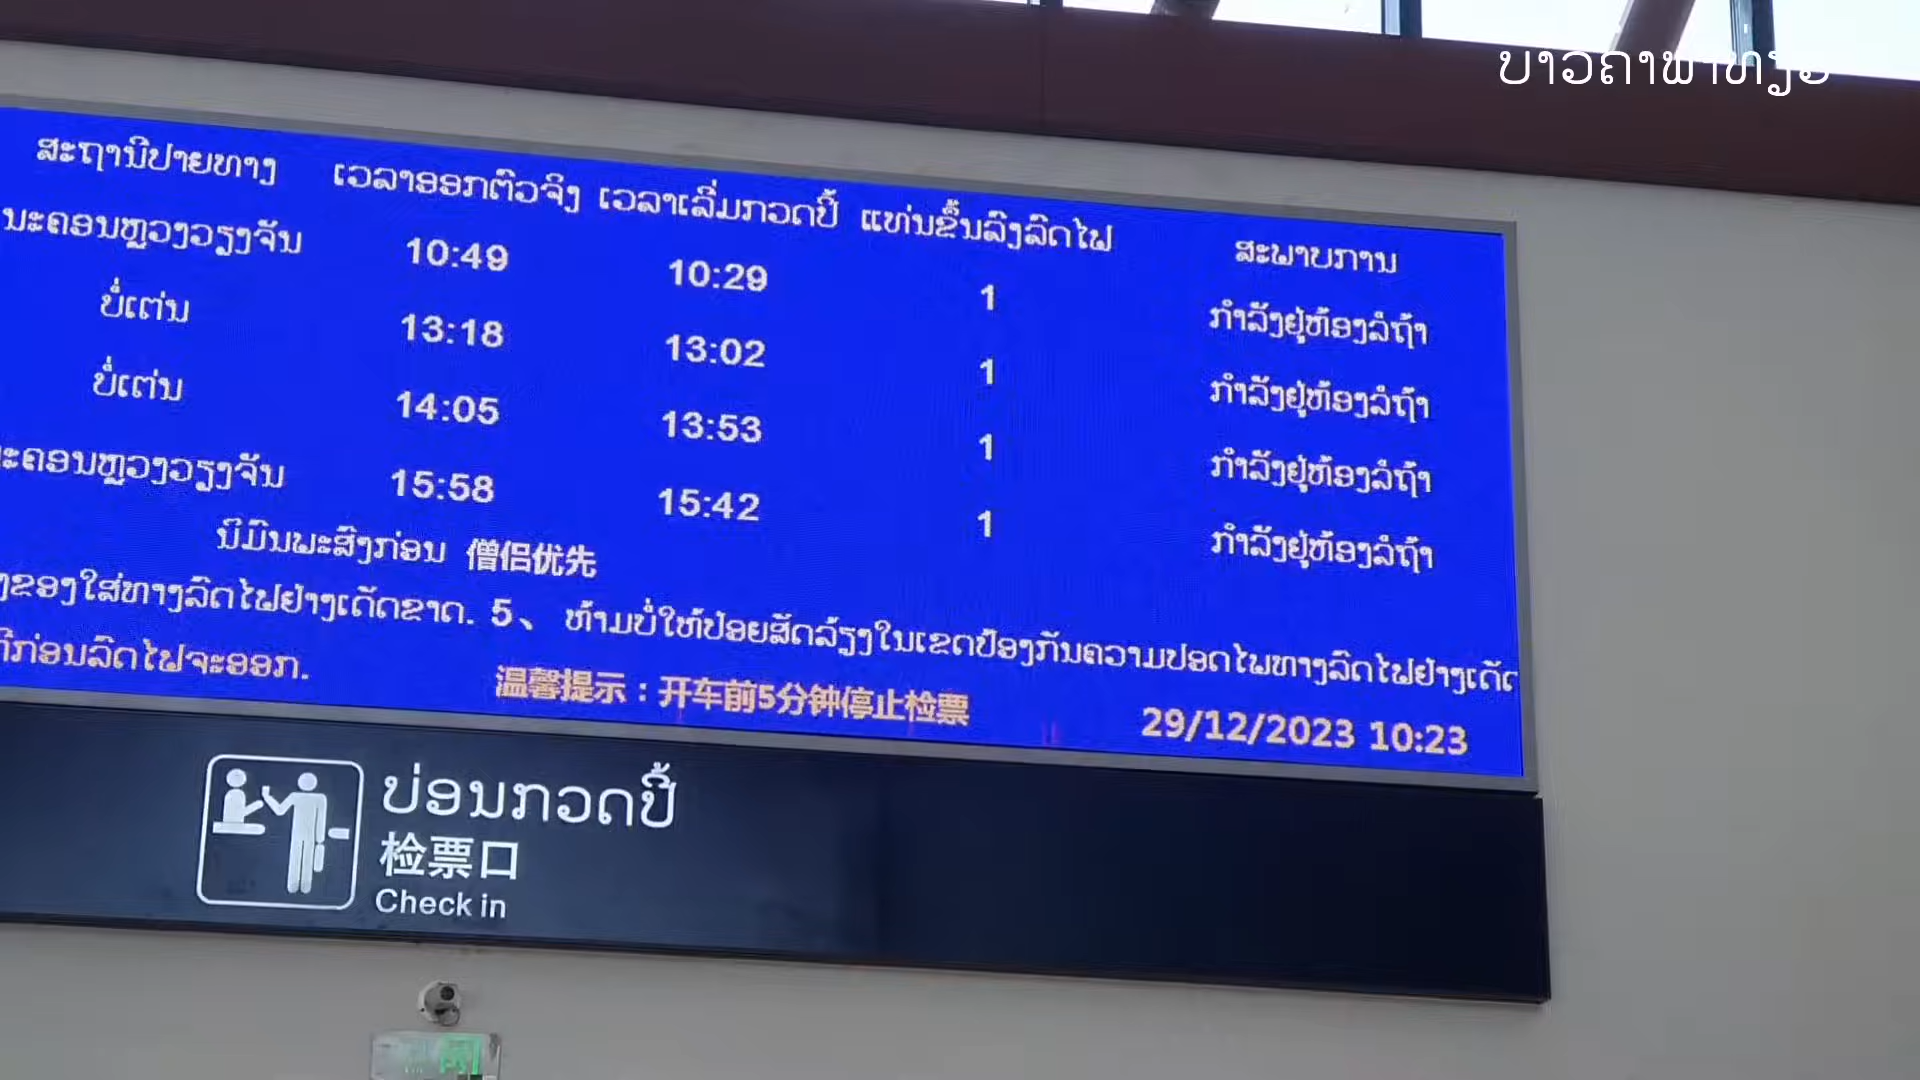 ບ່າວຄາພາທ່ຽວ
ສະຖານີປາຍທາງ ເວລາອອກຕົວຈິງ ເວລາເລີ່ມກວດປີ້ ແທ່ນຂຶ້ນລົງລົດໄຟ ສະພາບການ
ນະຄອນຫຼວງວຽງຈັນ 10:49 10:29 1 ກຳລັງຢູ່ຫ້ອງລໍຖ້າ
ບໍ່ເຕ່ນ 13:18 13:02 1 ກຳລັງຢູ່ຫ້ອງລໍຖ້າ
ບໍ່ເຕ່ນ 14:05 13:53 1 ກຳລັງຢູ່ຫ້ອງລໍຖ້າ
ະຄອນຫຼວງວຽງຈັນ 15:58 15:42 1 ກຳລັງຢູ່ຫ້ອງລໍຖ້າ
ນິມົນພະສົງກ່ອນ 僧侣优先
ງຂອງໃສ່ທາງລົດໄຟຢ່າງເດັດຂາດ. 5、 ຫ້າມບໍ່ໃຫ້ປ່ອຍສັດລ້ຽງໃນເຂດປ້ອງກັນຄວາມປອດໄພທາງລົດໄຟຢ່າງເດັດ
ທີກ່ອນລົດໄຟຈະອອກ. 温馨提示：开车前5分钟停止检票 29/12/2023 10:23
ບ່ອນກວດປີ້
检票口
Check in